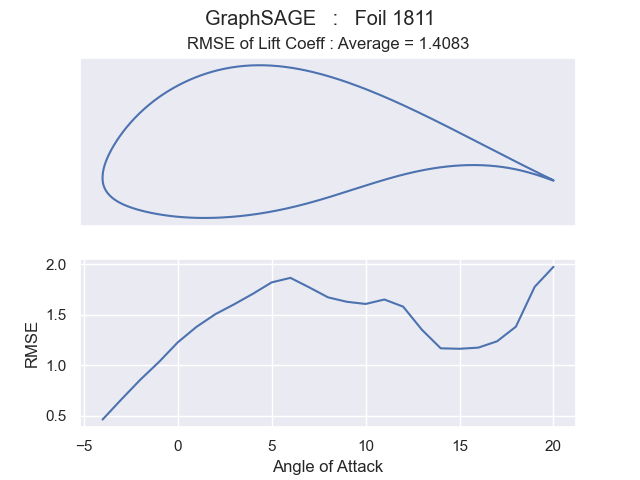 GraphSAGE   :   Foil 1811
RMSE of Lift Coeff : Average = 1.4083
2.0
1.5
1.0
0.5
RMSE
−5 0 5 10 15 20
Angle of Attack